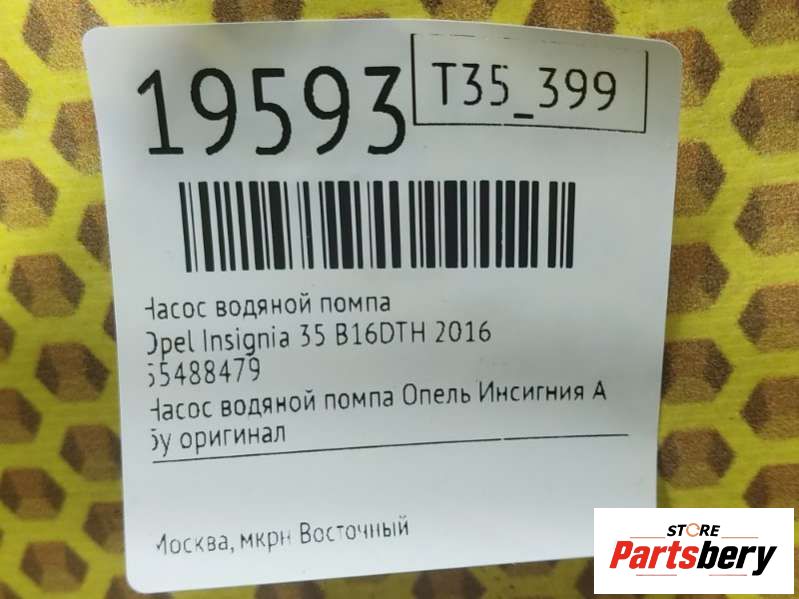 19593
T35_399
Насос водяной помпа
Opel Insignia 35 B16DTH 2016
55488479
Насос водяной помпа Опель Инсигния А
бу оригинал
Москва, мкрн Восточный
STORE
Partsbery